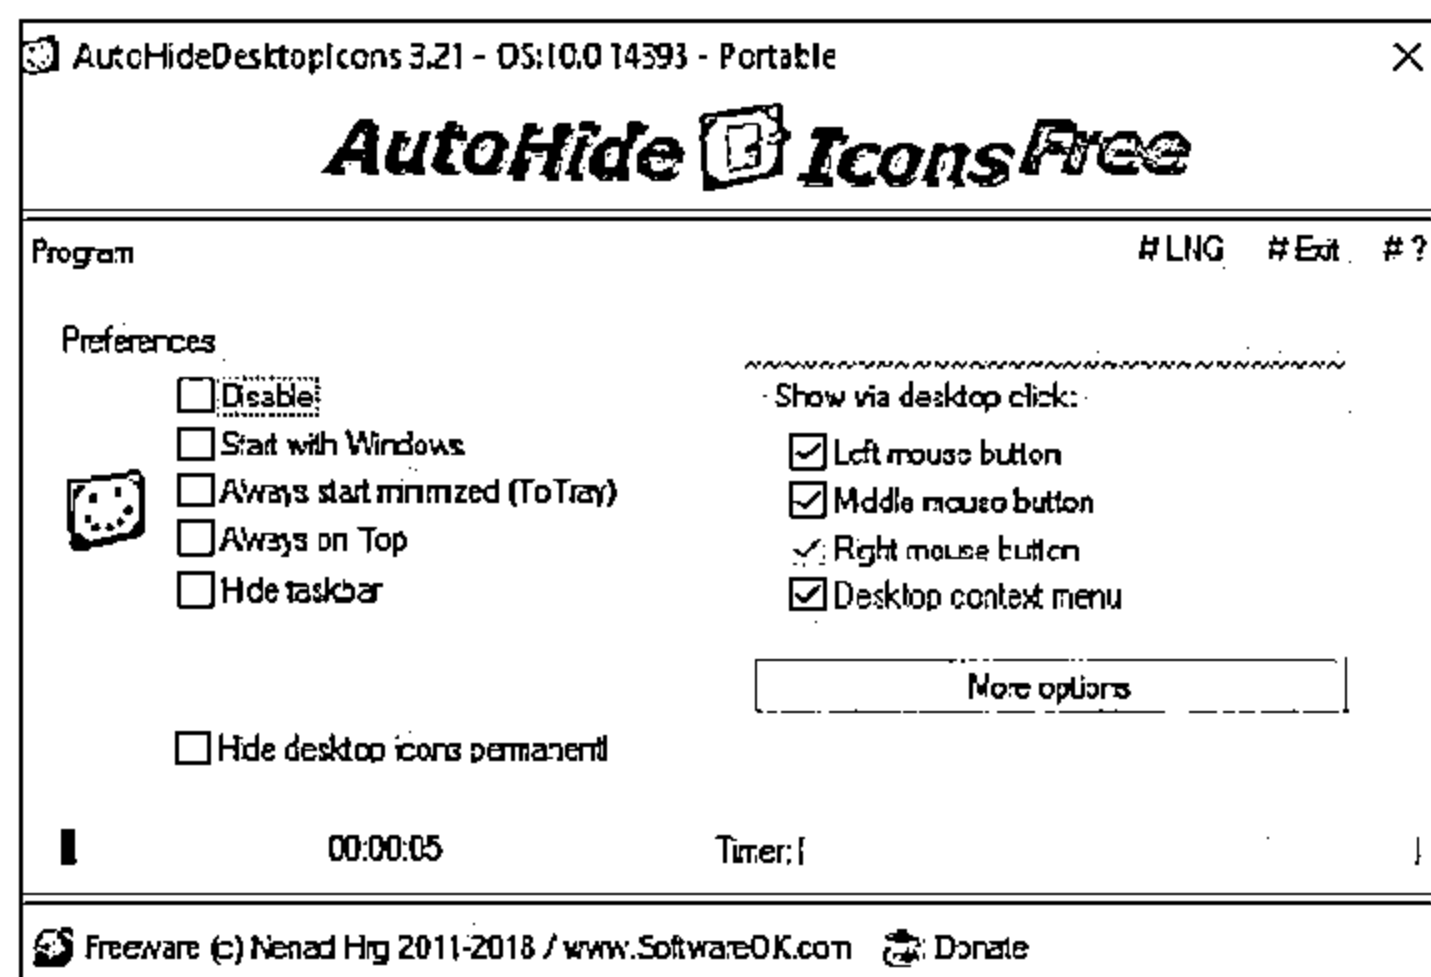 AutoHideDesktopIcons 3.21 - OS:10.0 14393 - Portable
AutoHide Icons Free
Program #LNG #Exit #?
Preferences
Disable
Show via desktop click:
Start with Windows
Left mouse button
Always start minimized (ToTray)
Middle mouse button
Always on Top
Right mouse button
Hide taskbar
Desktop context menu
More options
Hide desktop icons permanentl
00:00:05 Timer:
Freeware (c) Nenad Hrg 2011-2018 / www.SoftwareOK.com Donate